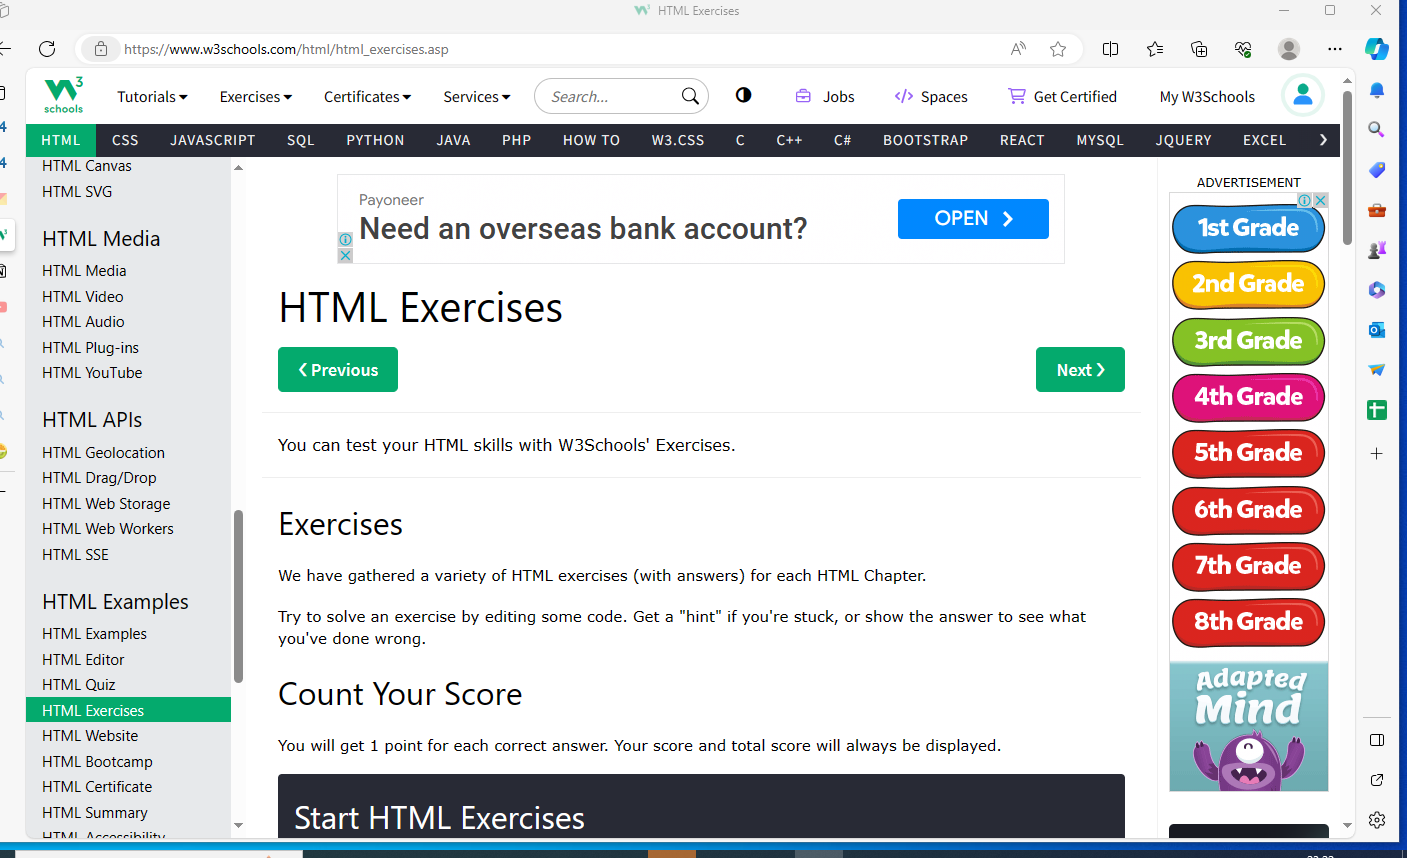 HTML Exercises
https://www.w3schools.com/html/html_exercises.asp
W3 schools
Tutorials
Exercises
Certificates
Services
Search...
Jobs
Spaces
Get Certified
My W3Schools
HTML
CSS
JAVASCRIPT
SQL
PYTHON
JAVA
PHP
HOW TO
W3.CSS
C
C++
C#
BOOTSTRAP
REACT
MYSQL
JQUERY
EXCEL
HTML Canvas
HTML SVG
HTML Media
HTML Media
HTML Video
HTML Audio
HTML Plug-ins
HTML YouTube
HTML APIs
HTML Geolocation
HTML Drag/Drop
HTML Web Storage
HTML Web Workers
HTML SSE
HTML Examples
HTML Examples
HTML Editor
HTML Quiz
HTML Exercises
HTML Website
HTML Bootcamp
HTML Certificate
HTML Summary
HTML Accessibility
Payoneer
Need an overseas bank account?
OPEN
HTML Exercises
❮ Previous
Next ❯
You can test your HTML skills with W3Schools' Exercises.
Exercises
We have gathered a variety of HTML exercises (with answers) for each HTML Chapter.
Try to solve an exercise by editing some code. Get a "hint" if you're stuck, or show the answer to see what
you've done wrong.
Count Your Score
You will get 1 point for each correct answer. Your score and total score will always be displayed.
Start HTML Exercises
ADVERTISEMENT
1st Grade
2nd Grade
3rd Grade
4th Grade
5th Grade
6th Grade
7th Grade
8th Grade
Adapted
Mind